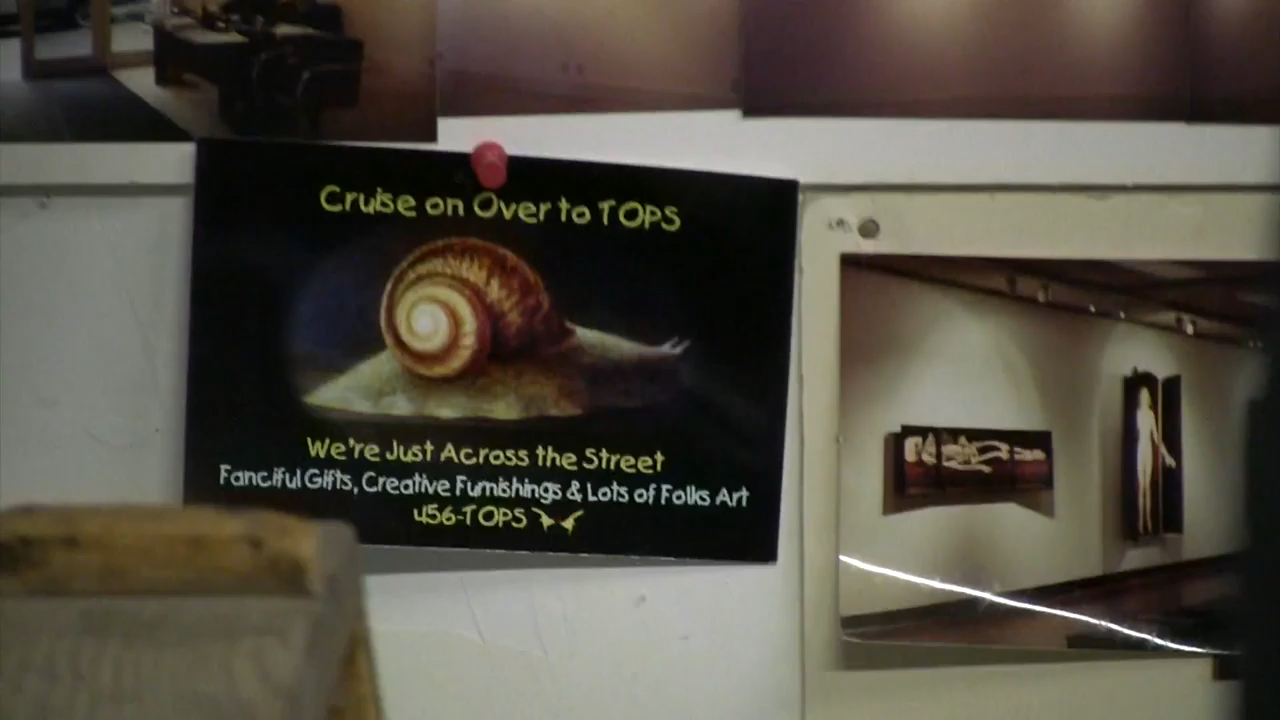 Cruise on Over to TOPS
We're Just Across the Street
Fanciful Gifts, Creative Furnishings & Lots of Folks Art
456-TOPS